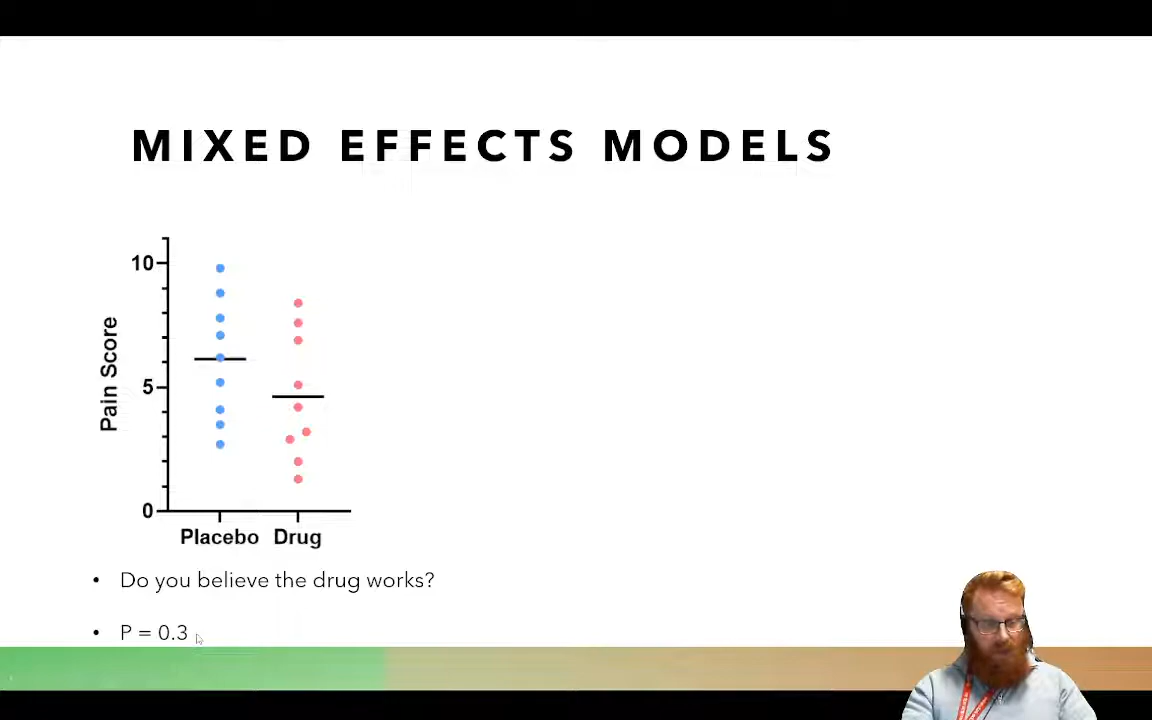 MIXED EFFECTS MODELS
10
5
0
Pain Score
Placebo Drug
• Do you believe the drug works?
• P = 0.3